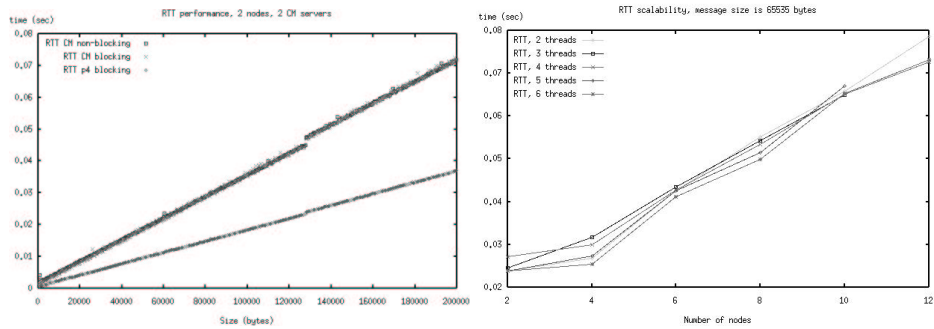 RTT performance, 2 nodes, 2 CM servers
time (sec)
0.08
0.07
0.06
0.05
0.04
0.03
0.02
0.01
0
RTT CM non-blocking
RTT CM blocking
RTT p4 blocking
0 20000 40000 60000 80000 100000 120000 140000 160000 180000 200000
Size (bytes)
RTT scalability, message size is 65535 bytes
time (sec)
0.08
0.07
0.06
0.05
0.04
0.03
0.02
RTT, 2 threads
RTT, 3 threads
RTT, 4 threads
RTT, 5 threads
RTT, 6 threads
2 4 6 8 10 12
Number of nodes